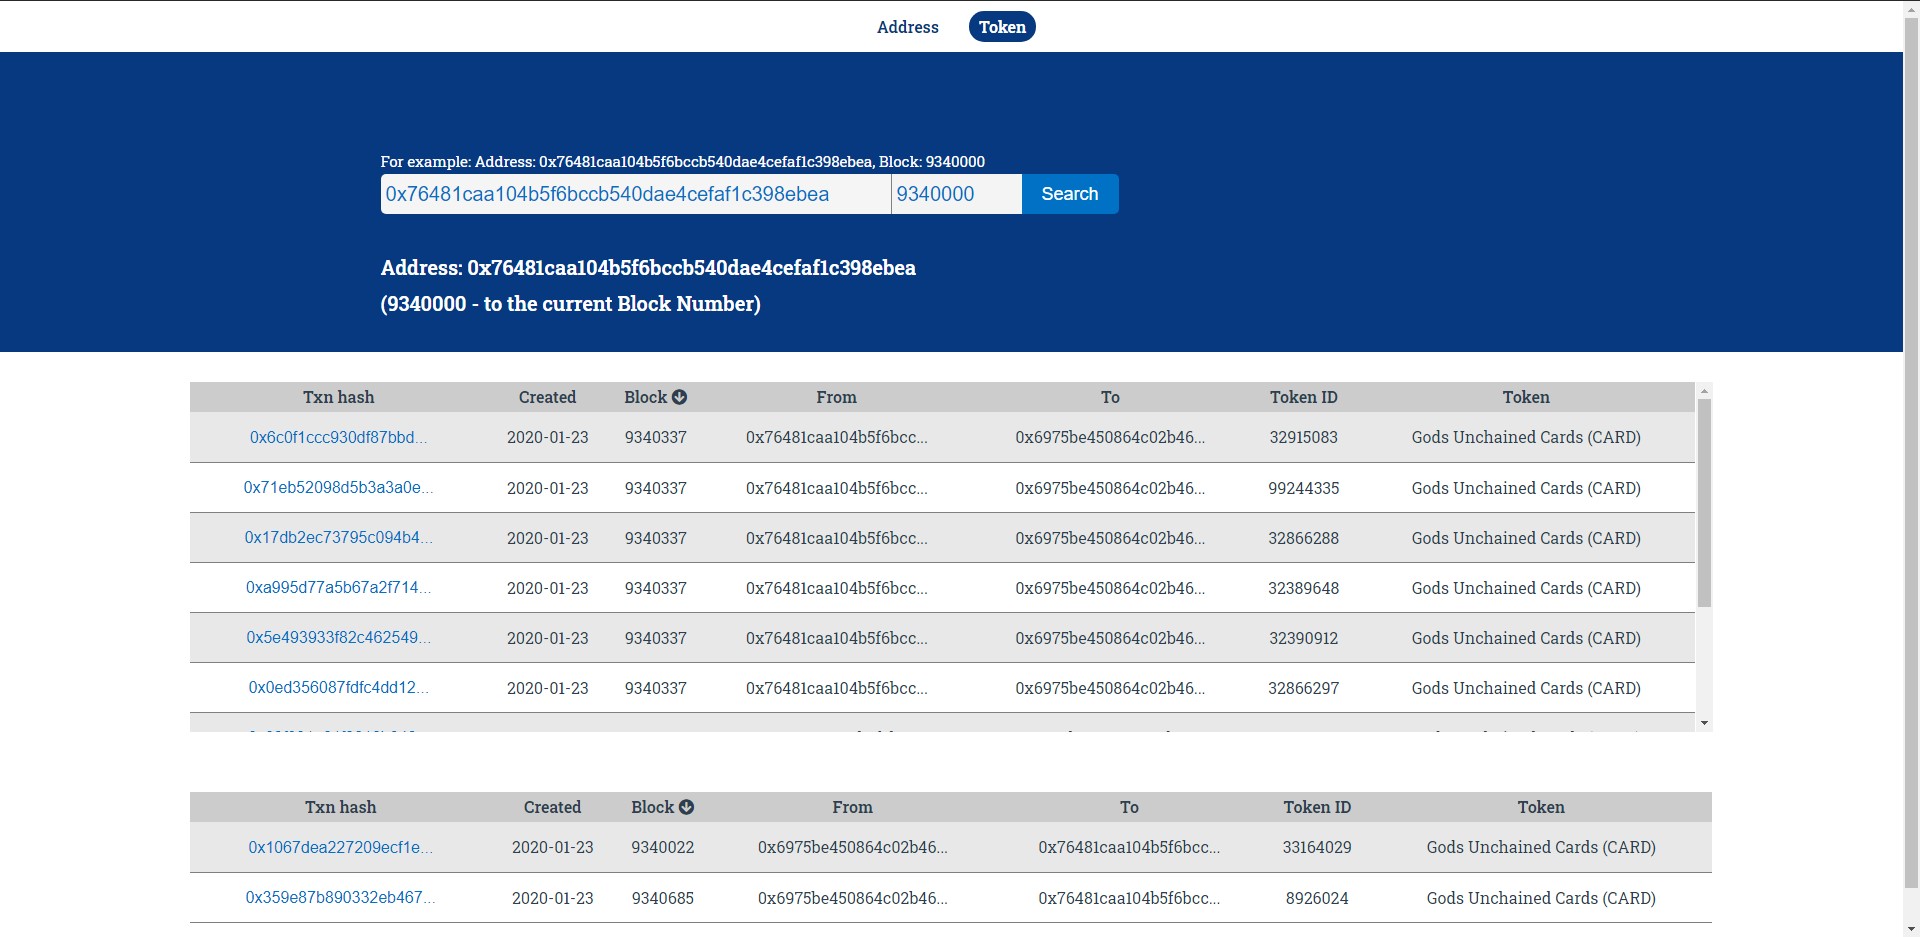 Address Token
For example: Address: 0x76481caa104b5f6bccb540dae4cefaf1c398ebea, Block: 9340000
0x76481caa104b5f6bccb540dae4cefaf1c398ebea 9340000 Search
Address: 0x76481caa104b5f6bccb540dae4cefaf1c398ebea
(9340000 - to the current Block Number)
Txn hash Created Block From To Token ID Token
0x6c0f1ccc930df87bbd... 2020-01-23 9340337 0x76481caa104b5f6bcc... 0x6975be450864c02b46... 32915083 Gods Unchained Cards (CARD)
0x71eb52098d5b3a3a0e... 2020-01-23 9340337 0x76481caa104b5f6bcc... 0x6975be450864c02b46... 99244335 Gods Unchained Cards (CARD)
0x17db2ec73795c094b4... 2020-01-23 9340337 0x76481caa104b5f6bcc... 0x6975be450864c02b46... 32866288 Gods Unchained Cards (CARD)
0xa995d77a5b67a2f714... 2020-01-23 9340337 0x76481caa104b5f6bcc... 0x6975be450864c02b46... 32389648 Gods Unchained Cards (CARD)
0x5e493933f82c462549... 2020-01-23 9340337 0x76481caa104b5f6bcc... 0x6975be450864c02b46... 32390912 Gods Unchained Cards (CARD)
0x0ed356087fdfc4dd12... 2020-01-23 9340337 0x76481caa104b5f6bcc... 0x6975be450864c02b46... 32866297 Gods Unchained Cards (CARD)
Txn hash Created Block From To Token ID Token
0x1067dea227209ecf1e... 2020-01-23 9340022 0x6975be450864c02b46... 0x76481caa104b5f6bcc... 33164029 Gods Unchained Cards (CARD)
0x359e87b890332eb467... 2020-01-23 9340685 0x6975be450864c02b46... 0x76481caa104b5f6bcc... 8926024 Gods Unchained Cards (CARD)